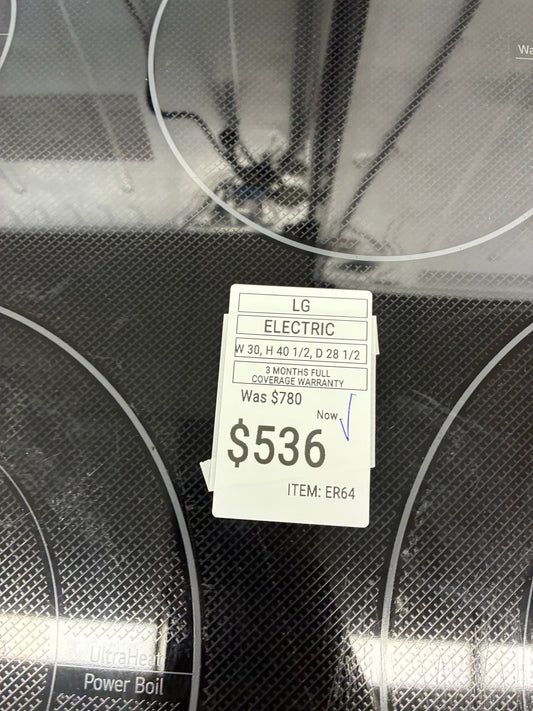 Wa
LG
ELECTRIC
W 30, H 40 1/2, D 28 1/2
3 MONTHS FULL
COVERAGE WARRANTY
Was $780
Now
$536
ITEM: ER64
UltraHeat
Power Boil